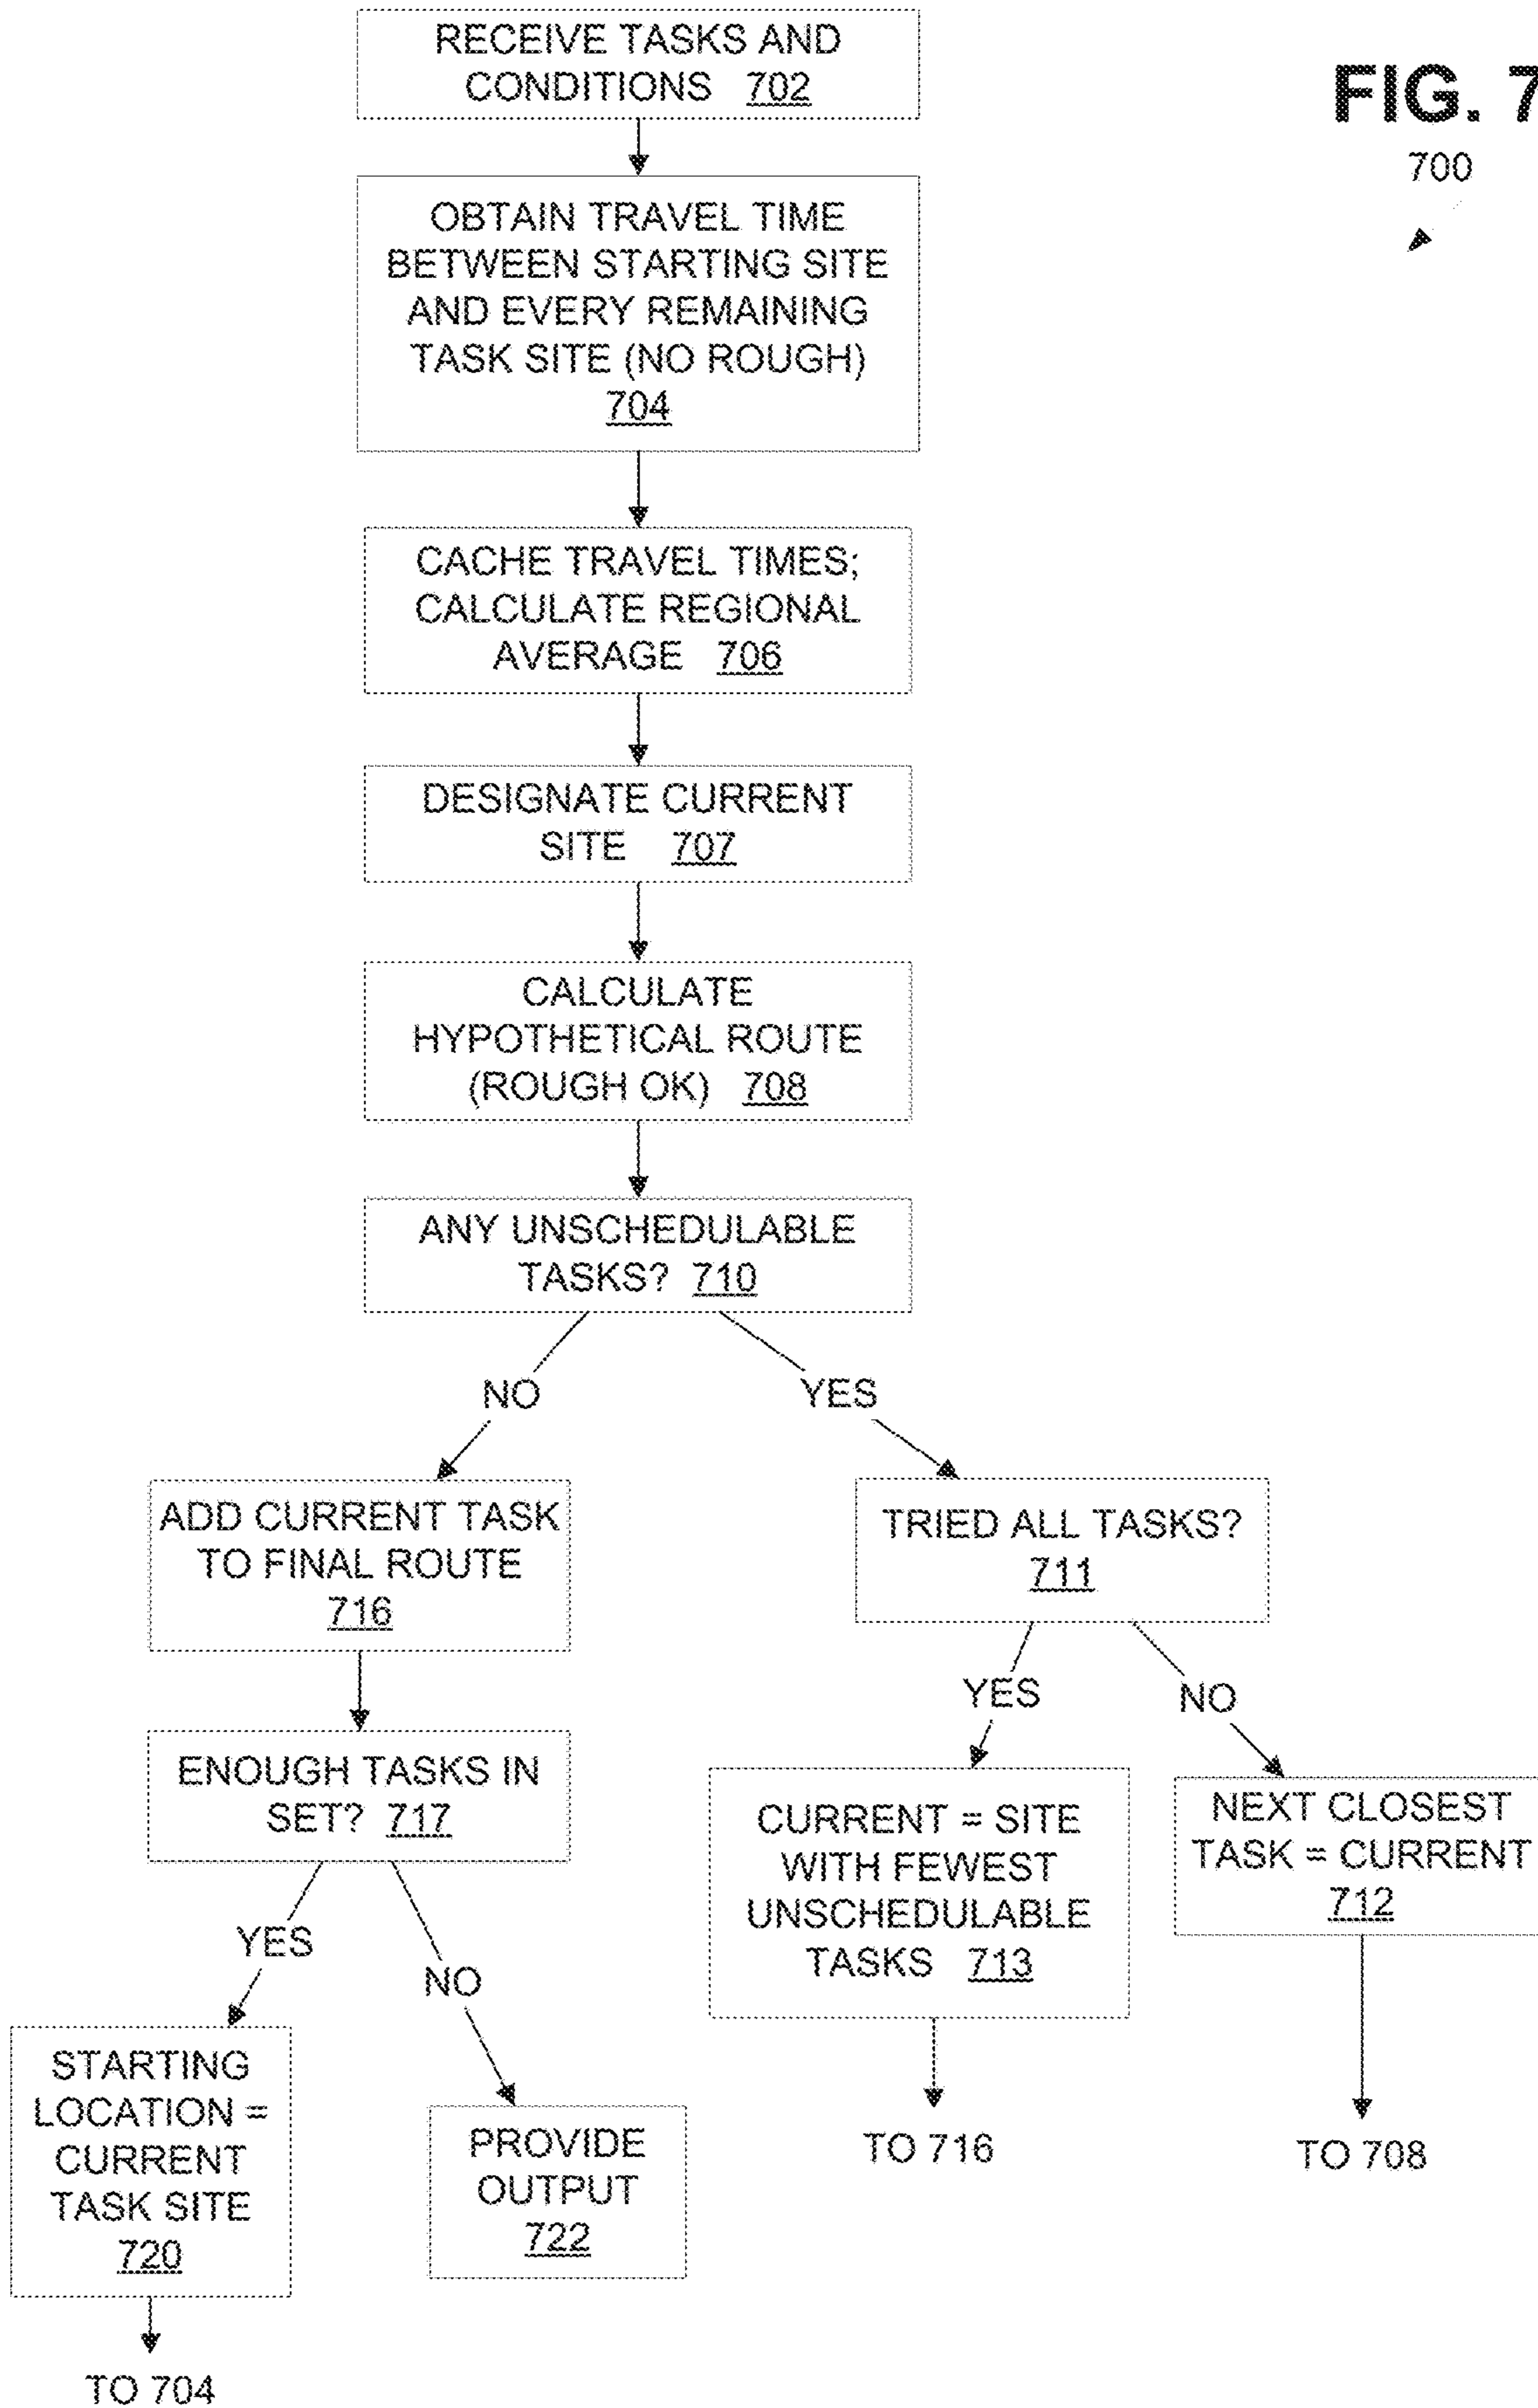 FIG. 7
700
RECEIVE TASKS AND
CONDITIONS 702
OBTAIN TRAVEL TIME
BETWEEN STARTING SITE
AND EVERY REMAINING
TASK SITE (NO ROUGH)
704
CACHE TRAVEL TIMES;
CALCULATE REGIONAL
AVERAGE 706
DESIGNATE CURRENT
SITE 707
CALCULATE
HYPOTHETICAL ROUTE
(ROUGH OK) 708
ANY UNSCHEDULABLE
TASKS? 710
NO
YES
ADD CURRENT TASK
TO FINAL ROUTE
716
TRIED ALL TASKS?
711
YES
NO
ENOUGH TASKS IN
SET? 717
CURRENT = SITE
WITH FEWEST
UNSCHEDULABLE
TASKS 713
NEXT CLOSEST
TASK = CURRENT
712
YES
NO
STARTING
LOCATION =
CURRENT
TASK SITE
720
PROVIDE
OUTPUT
722
TO 716
TO 708
TO 704